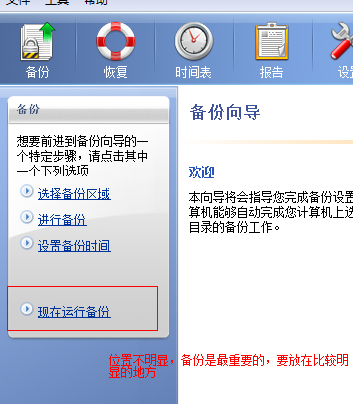 文件 工具 帮助
备份 恢复 时间表 报告 设
备份
备份向导
想要前进到备份向导的一
个特定步骤，请点击其中
一个下列选项
选择备份区域
进行备份
设置备份时间
现在运行备份
欢迎
本向导将会指导您完成备份设置
算机能够自动完成您计算机上选
目录的备份工作。
位置不明显，备份是最重要的，要放在比较明
显的地方